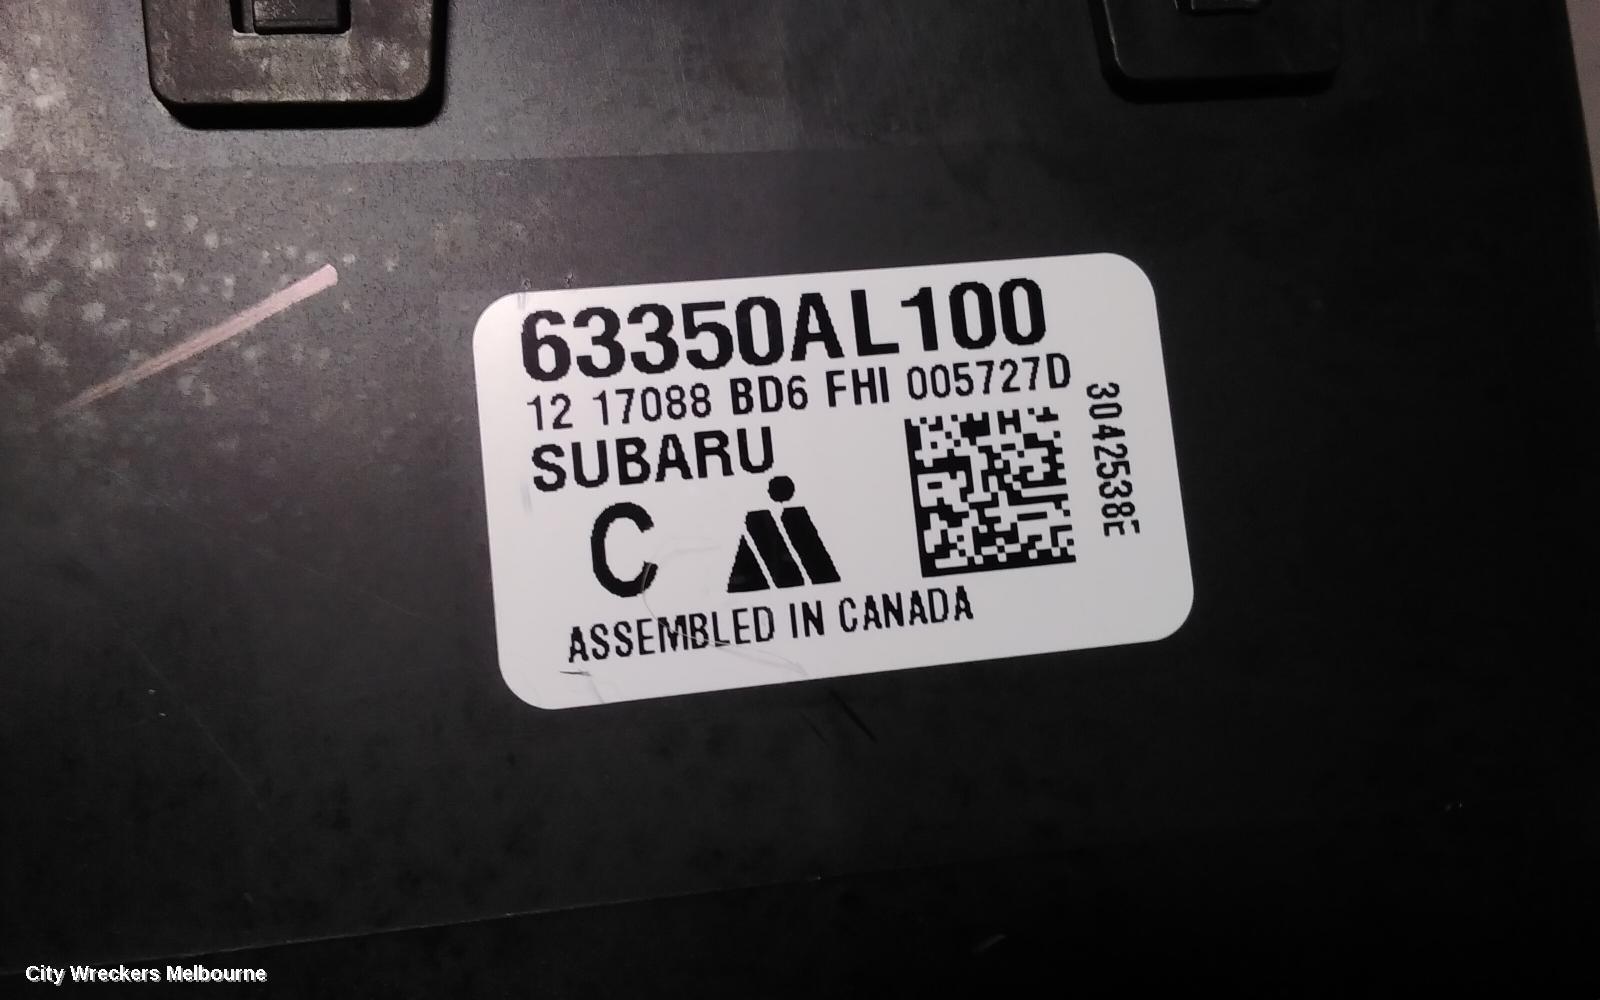 63350AL100
12 17088 BD6 FHI 005727D
3042538E
SUBARU
C
ASSEMBLED IN CANADA
City Wreckers Melbourne